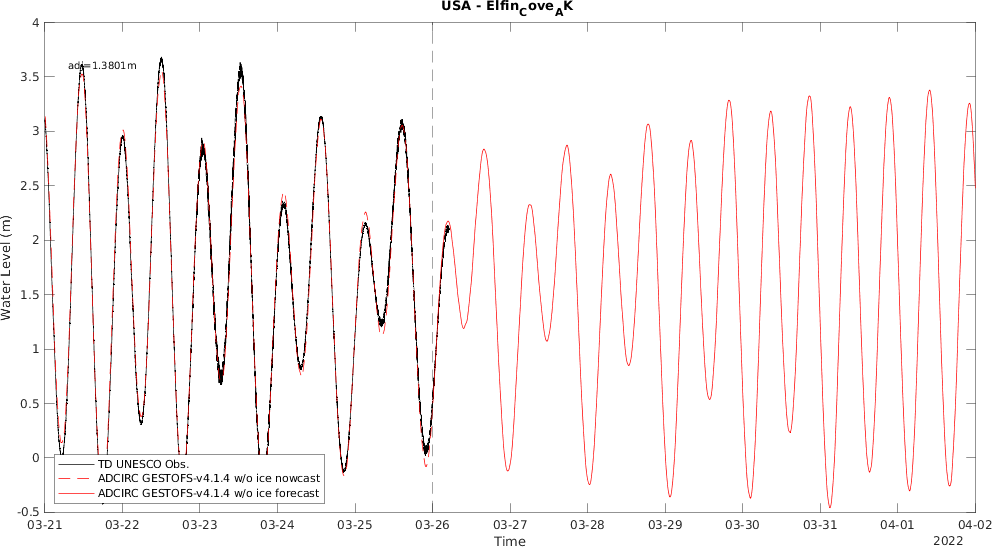 USA - ElfinCoveAK
4
3.5
3
2.5
2
1.5
1
0.5
0
-0.5
Water Level (m)
adj=1.3801m
TD UNESCO Obs.
ADCIRC GESTOFS-v4.1.4 w/o ice nowcast
ADCIRC GESTOFS-v4.1.4 w/o ice forecast
03-21 03-22 03-23 03-24 03-25 03-26 03-27 03-28 03-29 03-30 03-31 04-01 04-02
Time
2022